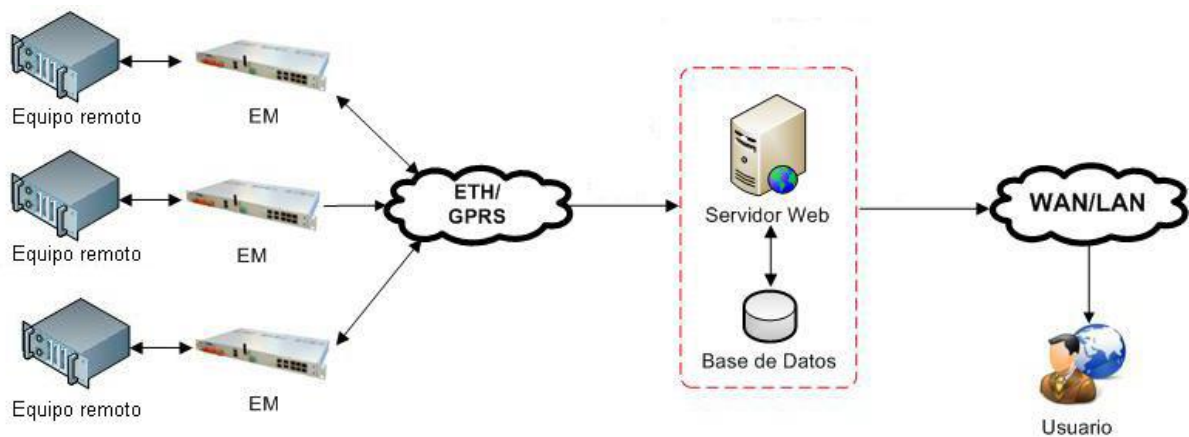 Equipo remoto
EM
Equipo remoto
EM
Equipo remoto
EM
ETH/
GPRS
Servidor Web
Base de Datos
WAN/LAN
Usuario